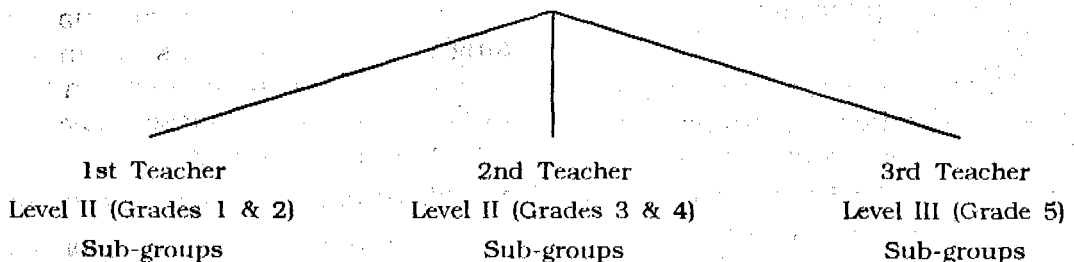 1st Teacher 2nd Teacher 3rd Teacher
Level II (Grades 1 & 2) Level II (Grades 3 & 4) Level III (Grade 5)
Sub-groups Sub-groups Sub-groups